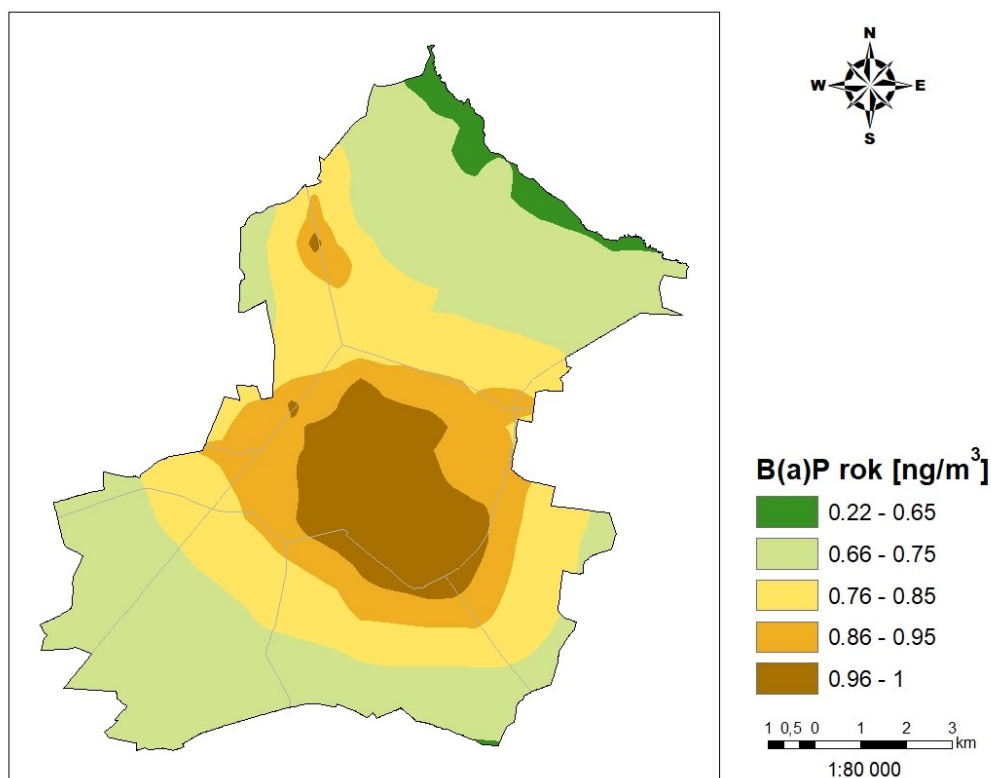 N
W E
S
B(a)P rok [ng/m³]
0.22 - 0.65
0.66 - 0.75
0.76 - 0.85
0.86 - 0.95
0.96 - 1
1 0,5 0 1 2 3
km
1:80 000